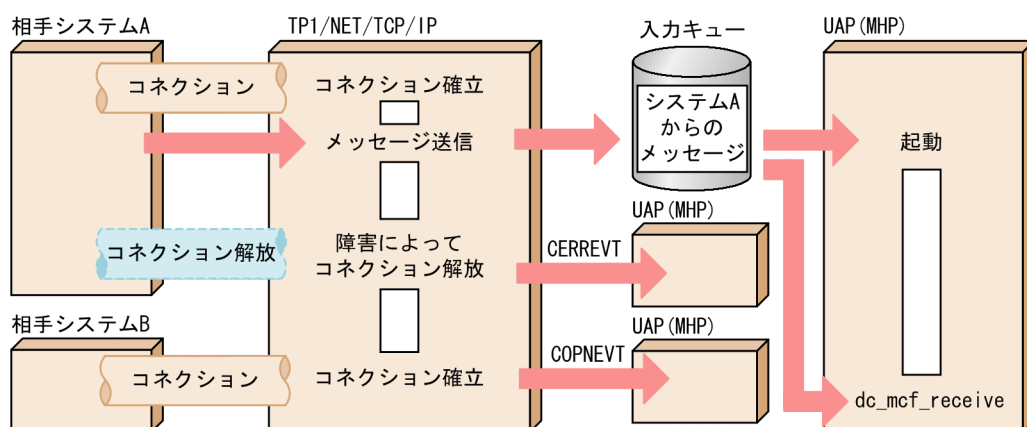 相手システムA
TP1/NET/TCP/IP
入力キュー
UAP(MHP)
コネクション
コネクション確立
メッセージ送信
システムA
からの
メッセージ
起動
UAP(MHP)
コネクション解放
障害によって
コネクション解放
CERREVT
相手システムB
UAP(MHP)
コネクション
コネクション確立
COPNEVT
dc_mcf_receive